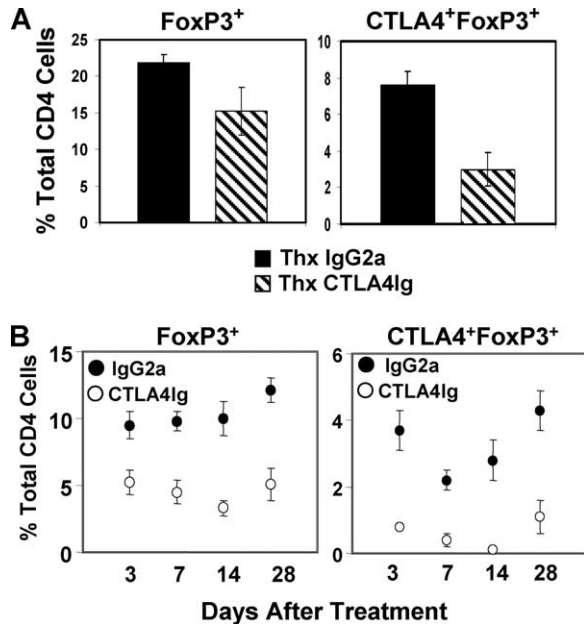 A
FoxP3⁺ CTLA4⁺FoxP3⁺
% Total CD4 Cells
25
20
15
10
5
0
10
8
6
4
2
0
Thx IgG2a
Thx CTLA4Ig
B
FoxP3⁺ CTLA4⁺FoxP3⁺
% Total CD4 Cells
15
10
5
0
IgG2a
CTLA4Ig
3 7 14 28
6
4
2
0
IgG2a
CTLA4Ig
3 7 14 28
Days After Treatment